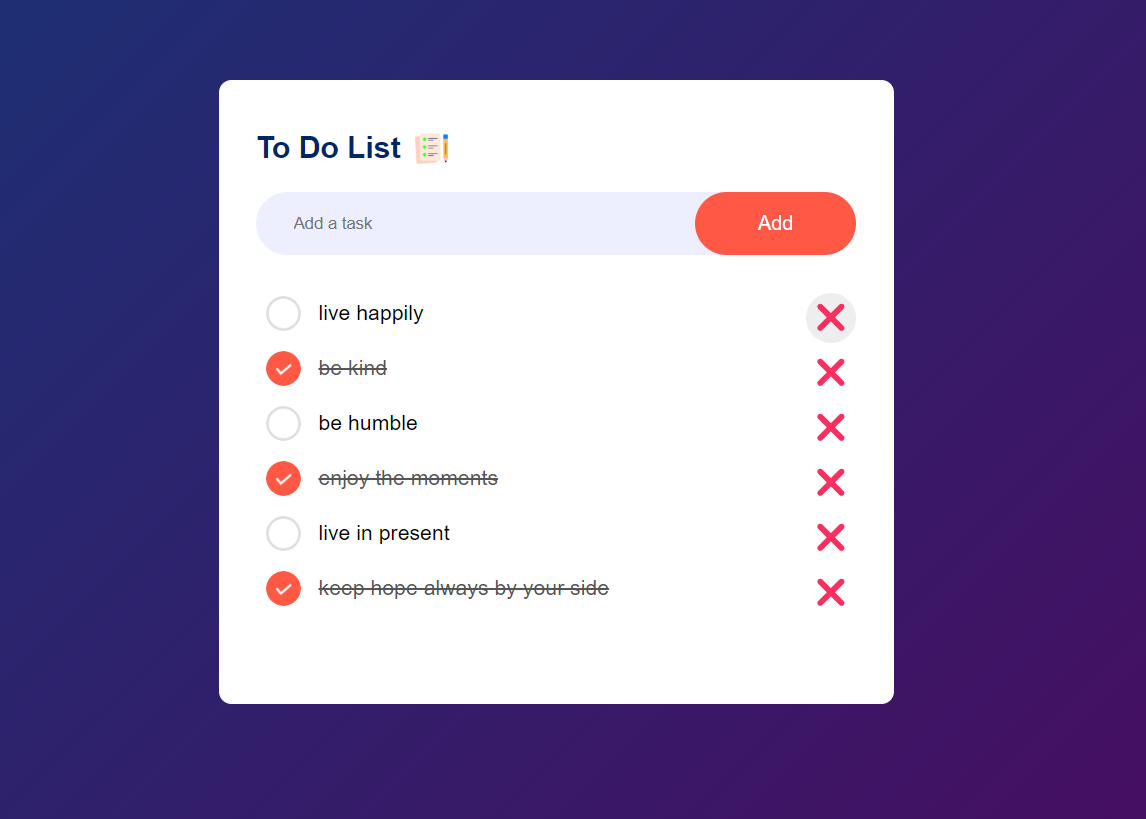 To Do List
Add a task
Add
live happily
be kind
be humble
enjoy the moments
live in present
keep hope always by your side